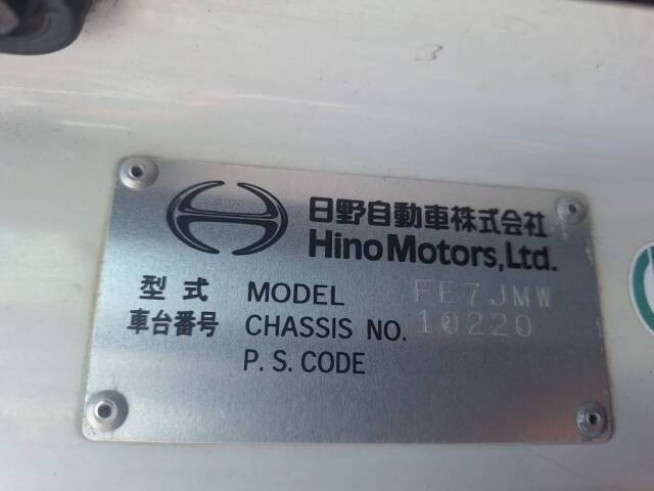 日野自動車株式会社
Hino Motors, Ltd.
型式 MODEL FE7JMW
車台番号 CHASSIS NO. 10220
P. S. CODE